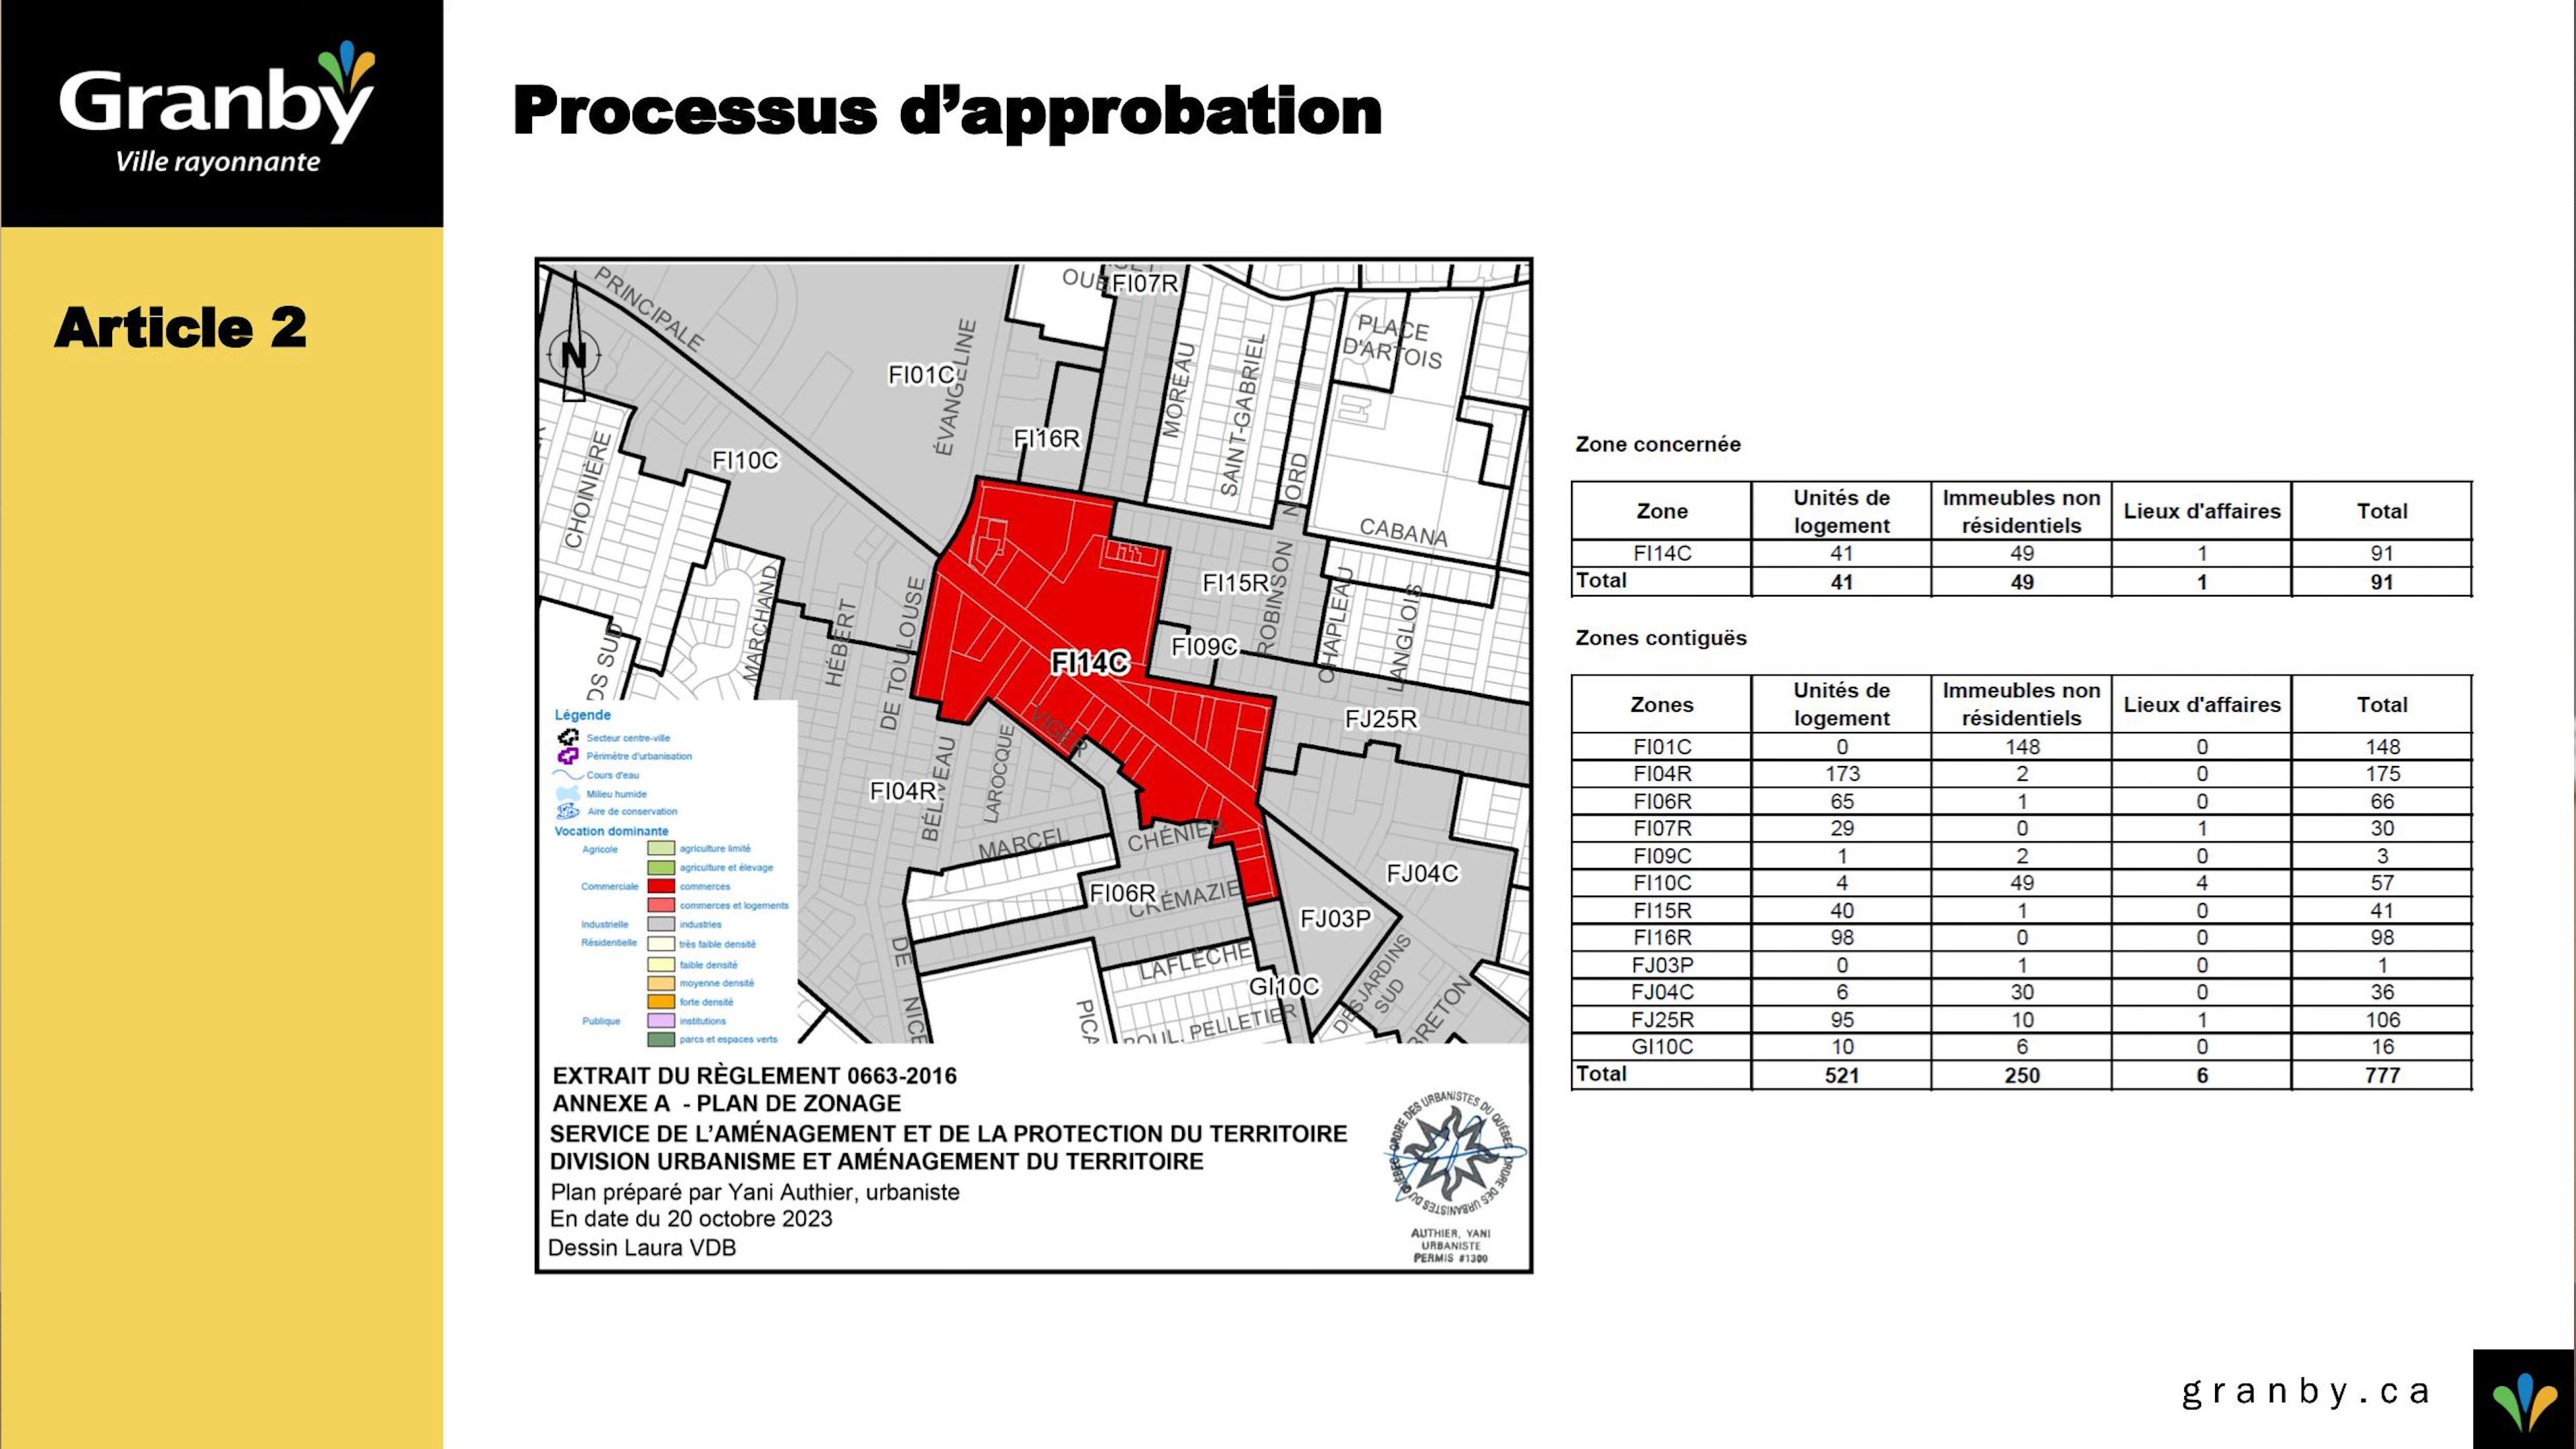 Granby
Ville rayonnante
Processus d'approbation
Article 2
PRINCIPALE
FI07R
PLACE
D'ARTOIS
N
FI01C
ÉVANGELINE
MOREAU
SAINT-GABRIEL
FI16R
NORD
FI10C
CHOINIÈRE
CABANA
MARCHAND
HÉBERT
DE TOULOUSE
FI15R
ROBINSON
CHAPLEAU
LANGLOIS
FI09C
FI14C
VIGER
FJ25R
FI04R
BÉLIVEAU
LAROCQUE
MARCEL
CHÉNIER
FJ04C
FI06R
CRÉMAZIE
FJ03P
DE NICE
LAFLÈCHE
GI10C
DESJARDINS
SUD
BOUL. PELLETIER
Légende
Secteur centre-ville
Périmètre d'urbanisation
Cours d'eau
Milieu humide
Aire de conservation
Vocation dominante
Agricole agriculture limité
agriculture et élevage
Commerciale commerces
commerces et logements
Industrielle industries
Résidentielle très faible densité
faible densité
moyenne densité
forte densité
Publique institutions
parcs et espaces verts
EXTRAIT DU RÈGLEMENT 0663-2016
ANNEXE A - PLAN DE ZONAGE
SERVICE DE L'AMÉNAGEMENT ET DE LA PROTECTION DU TERRITOIRE
DIVISION URBANISME ET AMÉNAGEMENT DU TERRITOIRE
Plan préparé par Yani Authier, urbaniste
En date du 20 octobre 2023
Dessin Laura VDB
ORDRE DES URBANISTES DU QUÉBEC
AUTHIER, YANI
URBANISTE
PERMIS #1300
Zone concernée
Zone Unités de logement Immeubles non résidentiels Lieux d'affaires Total
FI14C 41 49 1 91
Total 41 49 1 91
Zones contiguës
Zones Unités de logement Immeubles non résidentiels Lieux d'affaires Total
FI01C 0 148 0 148
FI04R 173 2 0 175
FI06R 65 1 0 66
FI07R 29 0 1 30
FI09C 1 2 0 3
FI10C 4 49 4 57
FI15R 40 1 0 41
FI16R 98 0 0 98
FJ03P 0 1 0 1
FJ04C 6 30 0 36
FJ25R 95 10 1 106
GI10C 10 6 0 16
Total 521 250 6 777
granby.ca